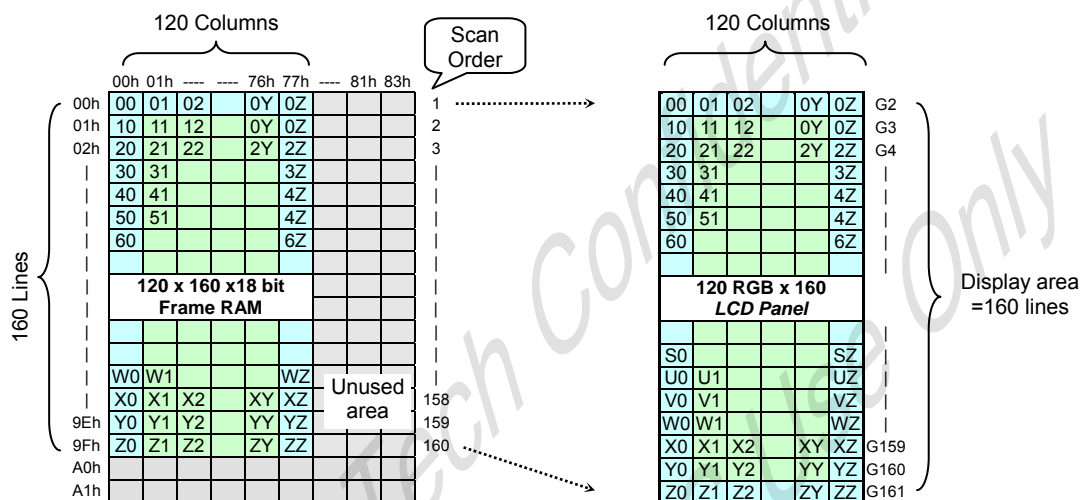 120 Columns
Scan Order
00h 01h ---- ---- 76h 77h ---- 81h 83h
00h 00 01 02 0Y 0Z 1
01h 10 11 12 0Y 0Z 2
02h 20 21 22 2Y 2Z 3
30 31 3Z
40 41 4Z
50 51 4Z
60 6Z
120 x 160 x18 bit
Frame RAM
160 Lines
W0 W1 WZ
X0 X1 X2 XY XZ 158
9Eh Y0 Y1 Y2 YY YZ 159
9Fh Z0 Z1 Z2 ZY ZZ 160
A0h
A1h
Unused
area
120 Columns
00 01 02 0Y 0Z G2
10 11 12 0Y 0Z G3
20 21 22 2Y 2Z G4
30 31 3Z
40 41 4Z
50 51 4Z
60 6Z
120 RGB x 160
LCD Panel
S0 SZ
U0 U1 UZ
V0 V1 VZ
W0 W1 WZ
X0 X1 X2 XY XZ G159
Y0 Y1 Y2 YY YZ G160
Z0 Z1 Z2 ZY ZZ G161
Display area
=160 lines
Tech Confidenti
Use Only